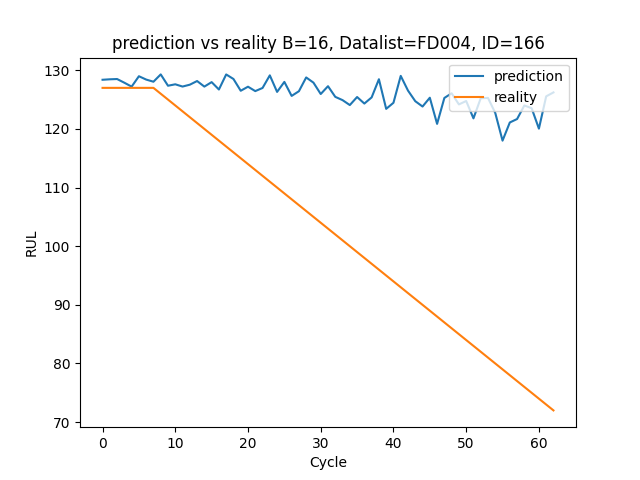 prediction vs reality B=16, Datalist=FD004, ID=166
prediction
reality
RUL
130
120
110
100
90
80
70
0 10 20 30 40 50 60
Cycle